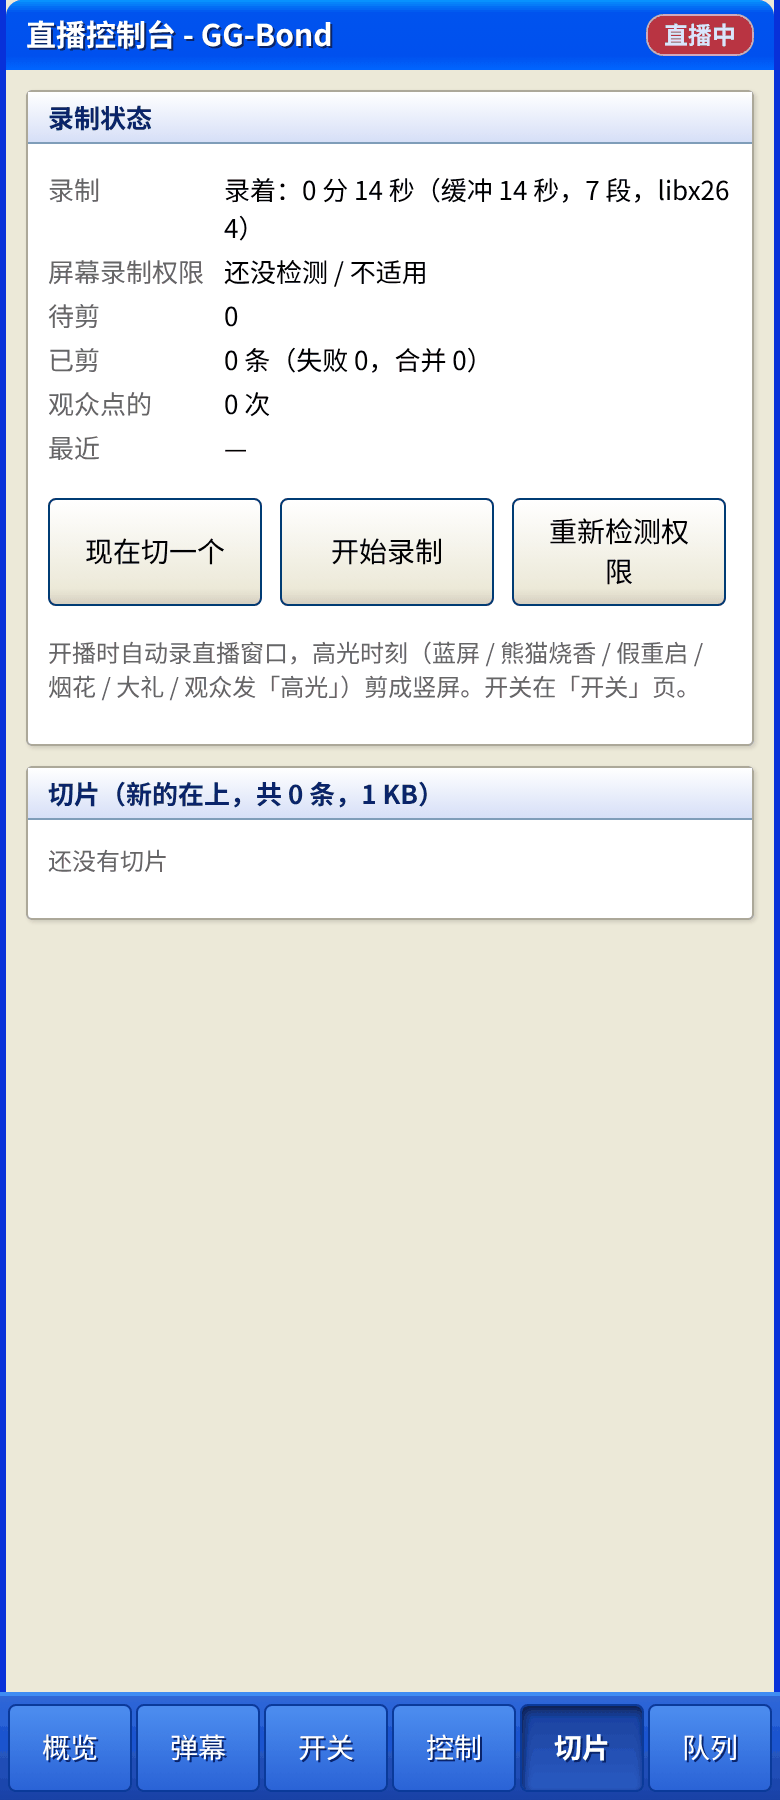 直播控制台 - GG-Bond
直播中
录制状态
录制 录着：0 分 14 秒（缓冲 14 秒，7 段，libx26
4）
屏幕录制权限 还没检测 / 不适用
待剪 0
已剪 0 条（失败 0，合并 0）
观众点的 0 次
最近 —
现在切一个
开始录制
重新检测权
限
开播时自动录直播窗口，高光时刻（蓝屏 / 熊猫烧香 / 假重启 /
烟花 / 大礼 / 观众发「高光」）剪成竖屏。开关在「开关」页。
切片（新的在上，共 0 条，1 KB）
还没有切片
概览
弹幕
开关
控制
切片
队列